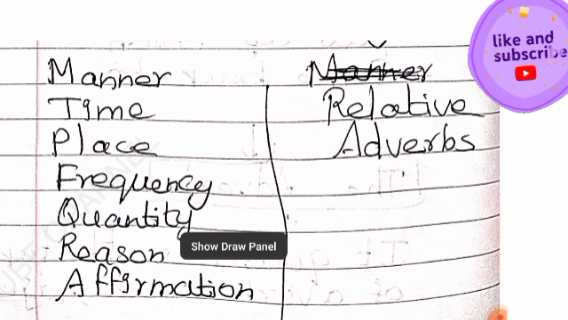 like and
subscribe
Manner
Time
Place
Frequency
Quantity
Reason
Affirmation
Manner
Relative
Adverbs
Show Draw Panel